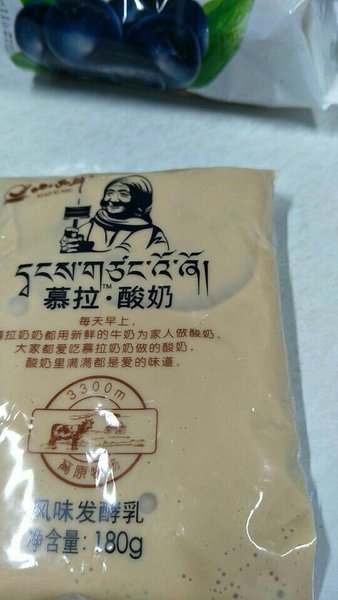 དྭངས་གཙང་འོ་ཞོ།
慕拉™·酸奶
每天早上,
慕拉奶奶都用新鲜的牛奶为家人做酸奶,
大家都爱吃慕拉奶奶做的酸奶,
酸奶里满满都是爱的味道.
3300m
高原牧场
风味发酵乳
净含量: 180g